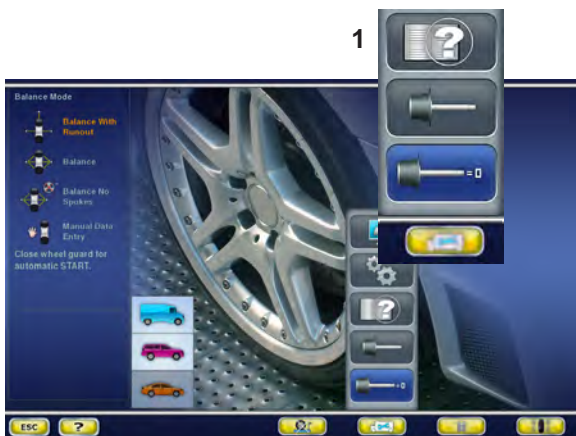 1
= 0
Balance Mode
Balance With
Runout
Balance
Balance No
Spokes
Manual Data
Entry
Close wheel guard for
automatic START.
?
= 0
ESC
?